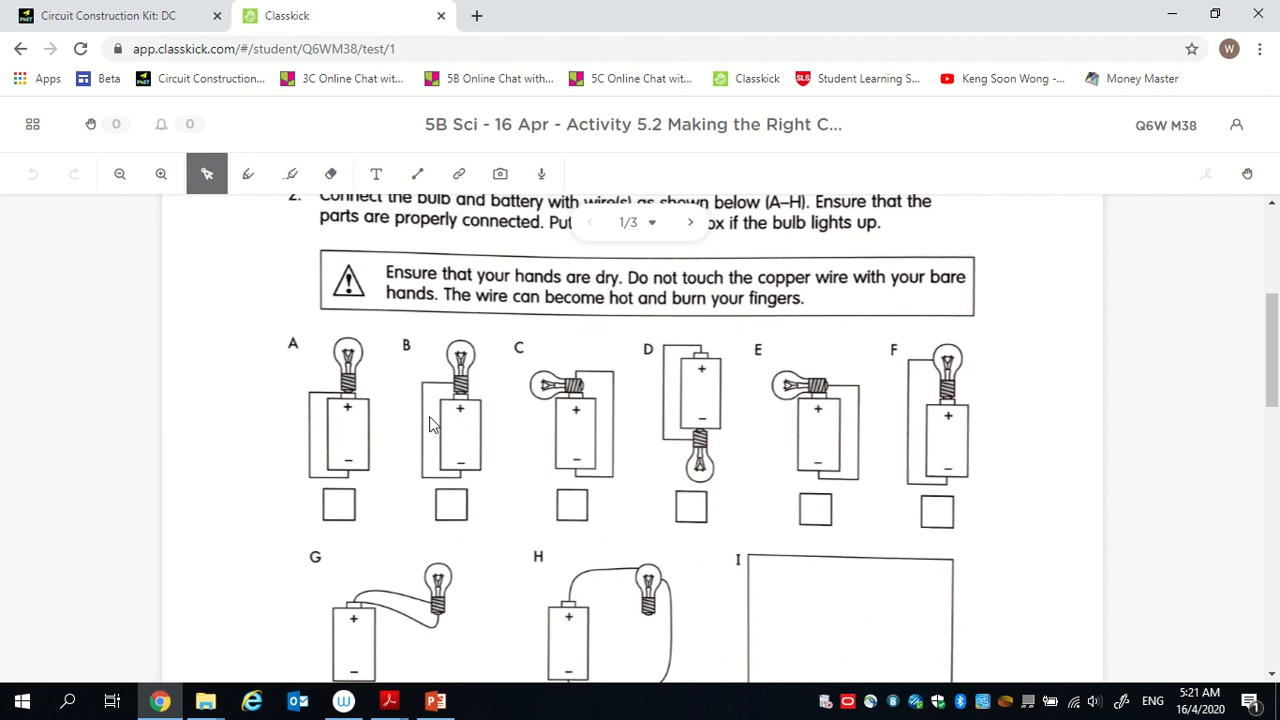 Circuit Construction Kit: DC
Classkick
app.classkick.com/#/student/Q6WM38/test/1
W
Apps
Beta
Circuit Construction...
3C Online Chat wit...
5B Online Chat with...
5C Online Chat wit...
Classkick
SLS
Student Learning S...
Keng Soon Wong -...
Money Master
0
0
5B Sci - 16 Apr - Activity 5.2 Making the Right C...
Q6W M38
T
2. Connect the bulb and battery with wire(s) as shown below (A–H). Ensure that the
parts are properly connected. Put
1/3
box if the bulb lights up.
Ensure that your hands are dry. Do not touch the copper wire with your bare
hands. The wire can become hot and burn your fingers.
A
B
C
D
E
F
+ −
+ −
+ −
+ −
+ −
+ −
G
H
I
+ −
+ −
ENG
5:21 AM
16/4/2020
1